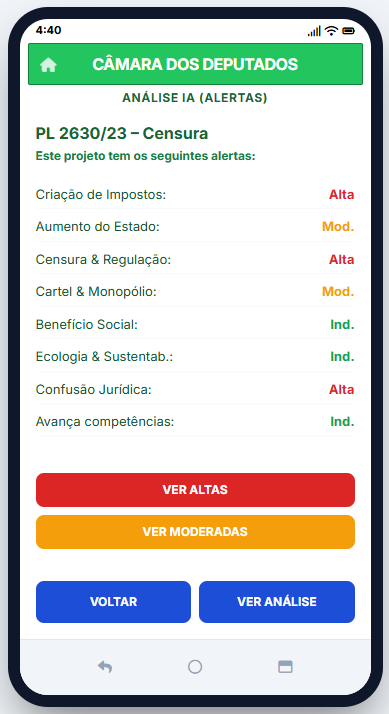 4:40
CÂMARA DOS DEPUTADOS
ANÁLISE IA (ALERTAS)
PL 2630/23 – Censura
Este projeto tem os seguintes alertas:
Criação de Impostos: Alta
Aumento do Estado: Mod.
Censura & Regulação: Alta
Cartel & Monopólio: Mod.
Benefício Social: Ind.
Ecologia & Sustentab.: Ind.
Confusão Jurídica: Alta
Avança competências: Ind.
VER ALTAS
VER MODERADAS
VOLTAR VER ANÁLISE